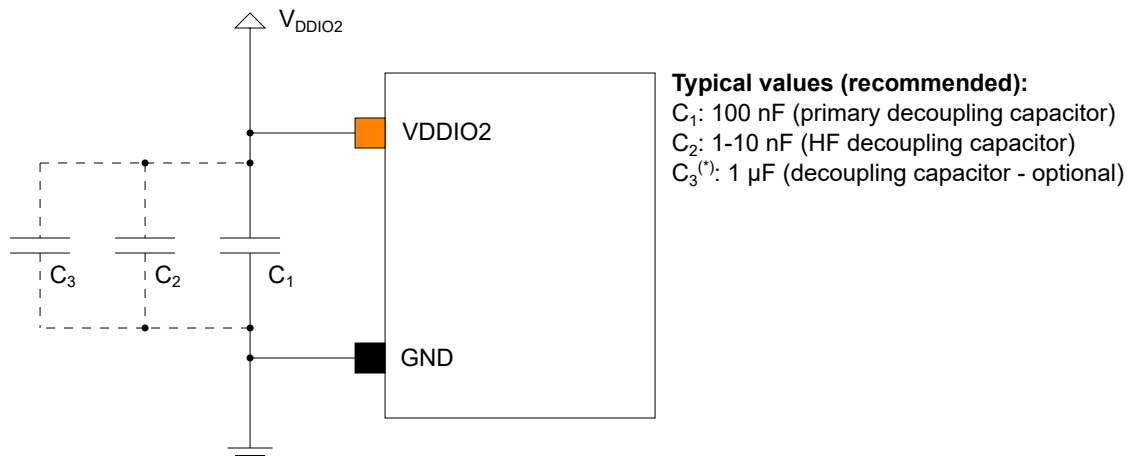 V_DDIO2
VDDIO2
Typical values (recommended):
C₁: 100 nF (primary decoupling capacitor)
C₂: 1-10 nF (HF decoupling capacitor)
C₃⁽*⁾: 1 µF (decoupling capacitor - optional)
C₃ C₂ C₁
GND